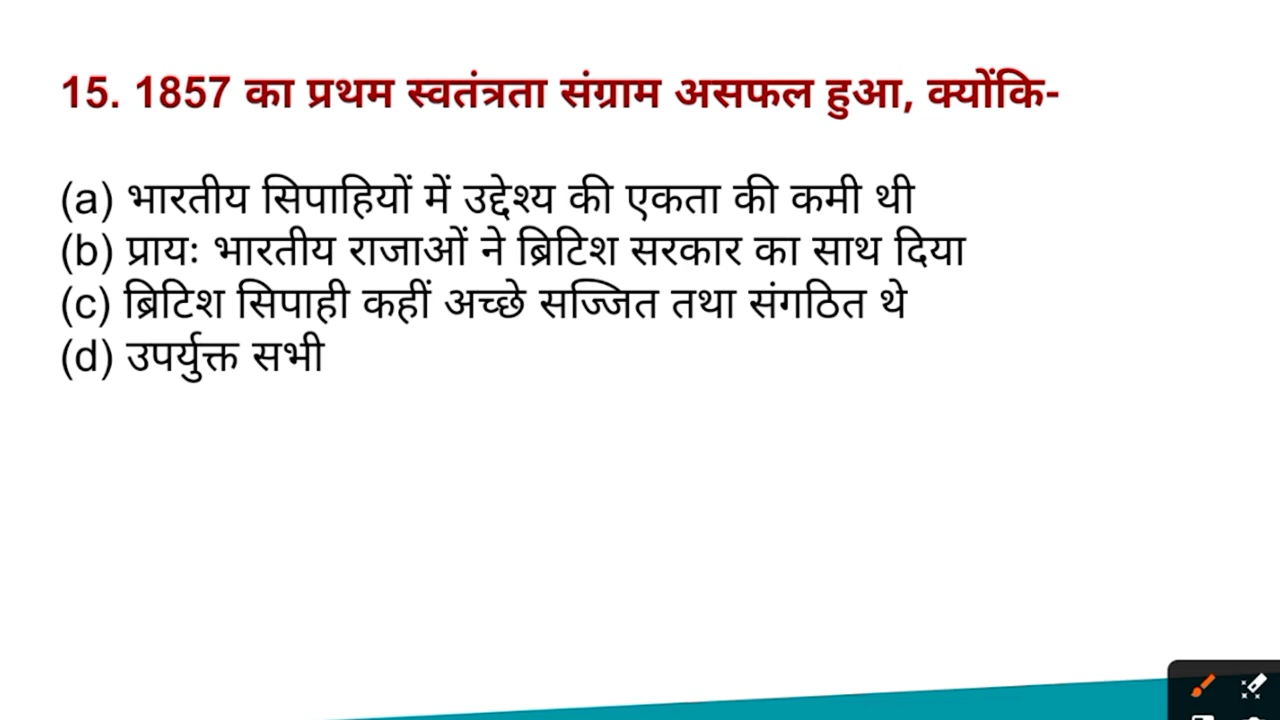 15. 1857 का प्रथम स्वतंत्रता संग्राम असफल हुआ, क्योंकि-
(a) भारतीय सिपाहियों में उद्देश्य की एकता की कमी थी
(b) प्रायः भारतीय राजाओं ने ब्रिटिश सरकार का साथ दिया
(c) ब्रिटिश सिपाही कहीं अच्छे सज्जित तथा संगठित थे
(d) उपर्युक्त सभी